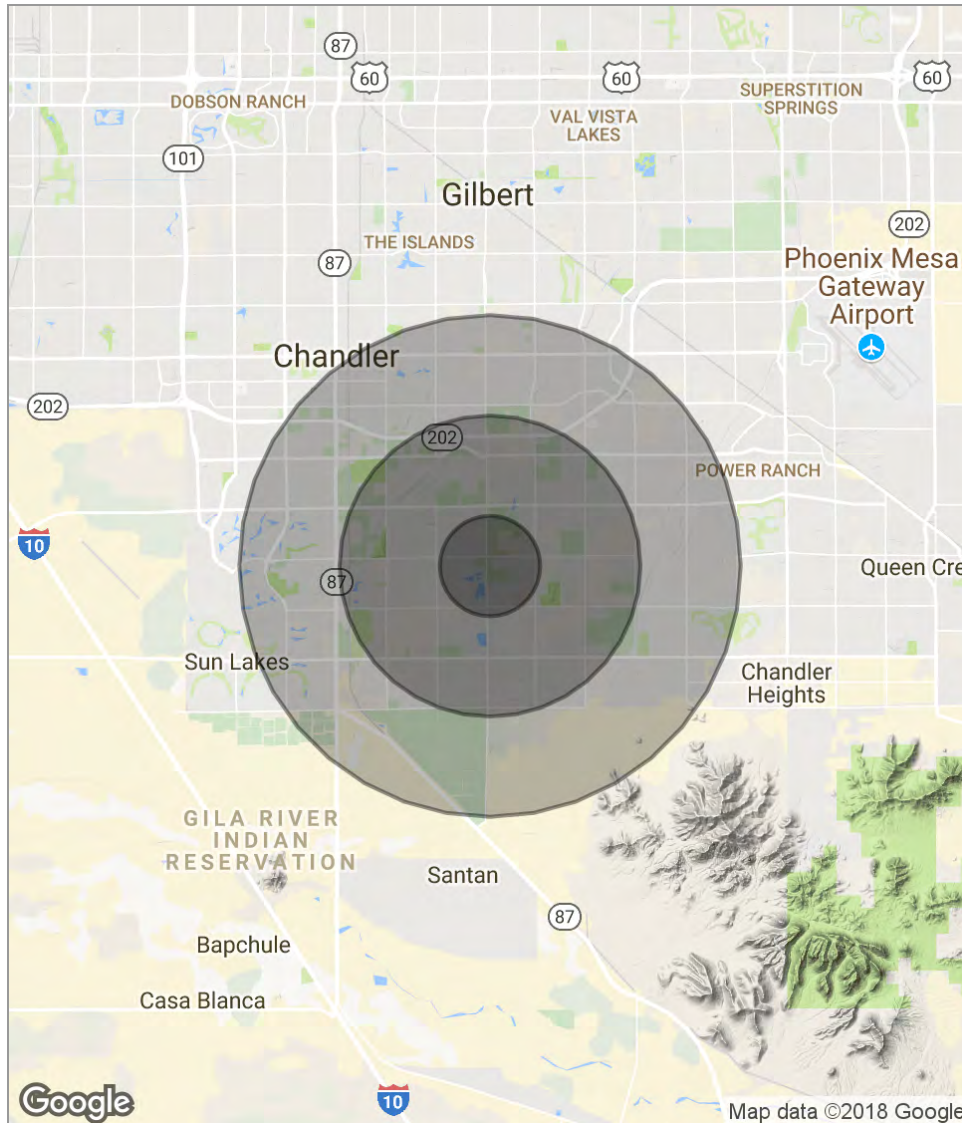 87
60
60
60
DOBSON RANCH
SUPERSTITION
SPRINGS
VAL VISTA
LAKES
101
Gilbert
202
THE ISLANDS
87
Phoenix Mesa
Gateway
Airport
Chandler
202
202
POWER RANCH
10
87
Queen Cre
Sun Lakes
Chandler
Heights
GILA RIVER
INDIAN
RESERVATION
Santan
87
Bapchule
Casa Blanca
Google
10
Map data ©2018 Google